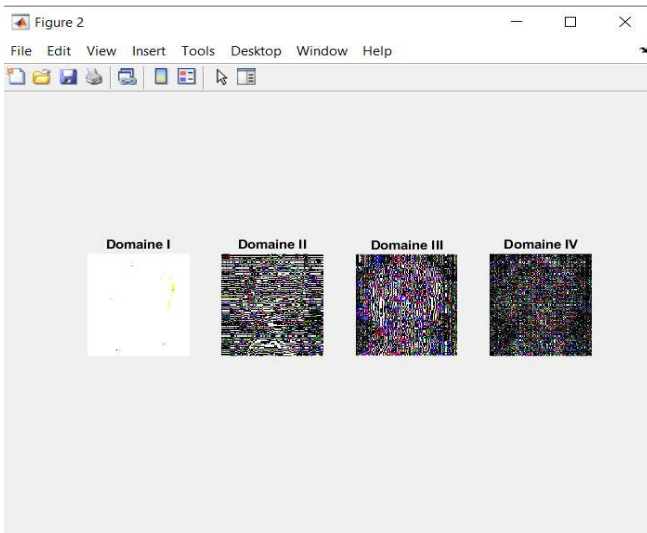 Figure 2
File Edit View Insert Tools Desktop Window Help
Domaine I Domaine II Domaine III Domaine IV